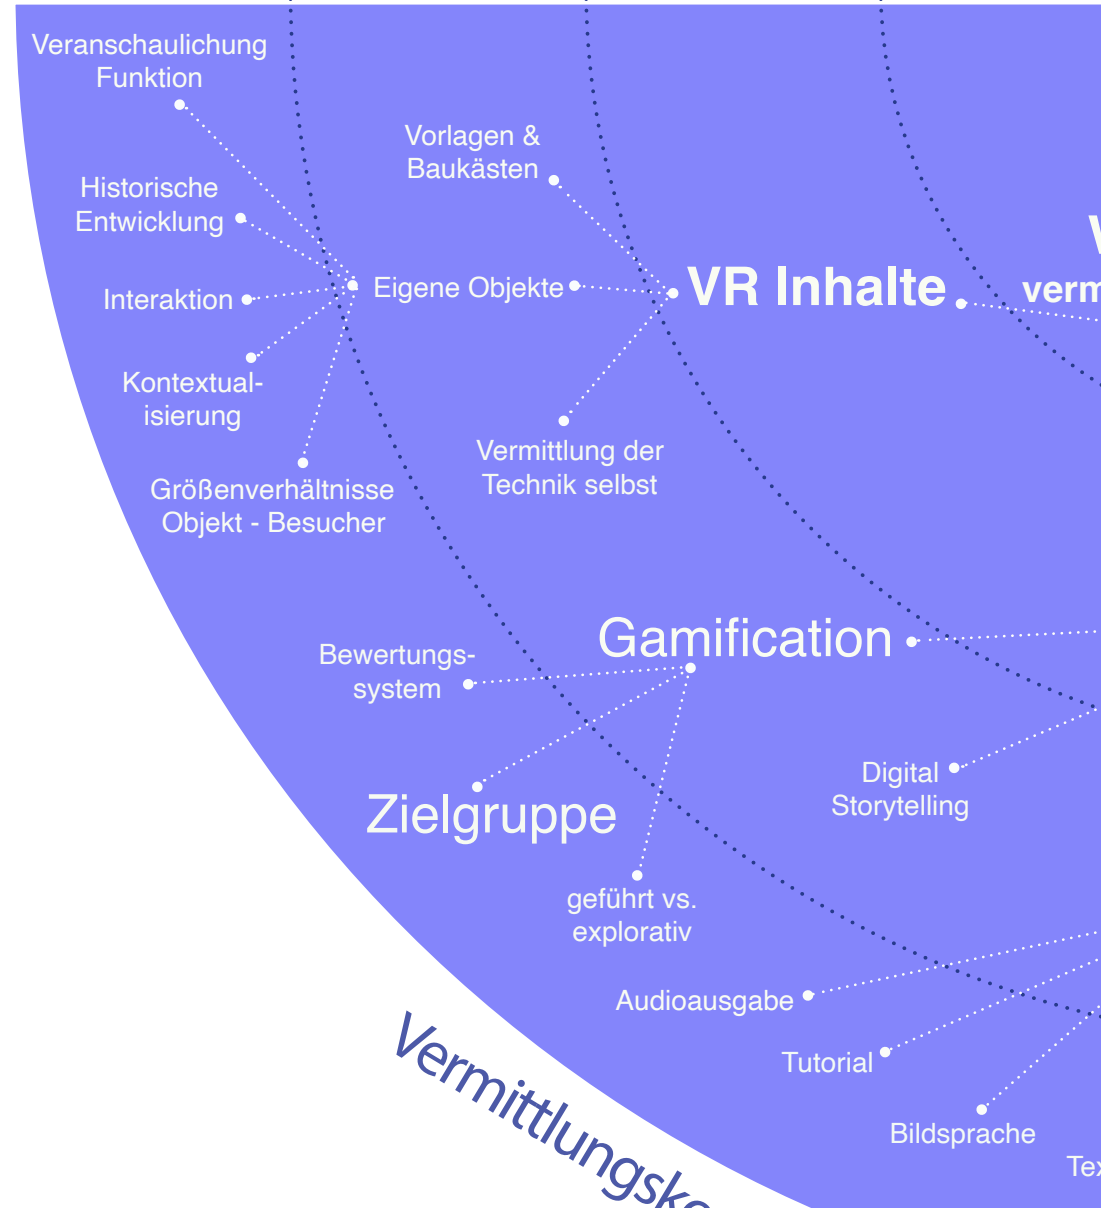 Veranschaulichung
Funktion
Vorlagen &
Baukästen
Historische
Entwicklung
Interaktion
Eigene Objekte
VR Inhalte
Kontextual-
isierung
Vermittlung der
Technik selbst
Größenverhältnisse
Objekt - Besucher
Gamification
Bewertungs-
system
Digital
Storytelling
Zielgruppe
geführt vs.
explorativ
Audioausgabe
Tutorial
Bildsprache